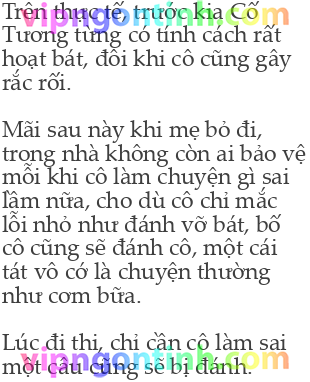 Trên thực tế, trước kia Cố
Tương từng có tính cách rất
hoạt bát, đôi khi cô cũng gây
rắc rối.

Mãi sau này khi mẹ bỏ đi,
trong nhà không còn ai bảo vệ
mỗi khi cô làm chuyện gì sai
lầm nữa, cho dù cô chỉ mắc
lỗi nhỏ như đánh vỡ bát, bố
cô cũng sẽ đánh cô, một cái
tát vô cớ là chuyện thường
như cơm bữa.

Lúc đi thi, chỉ cần cô làm sai
một câu cũng sẽ bị đánh.
vipngontinh.com
vipngontinh.com